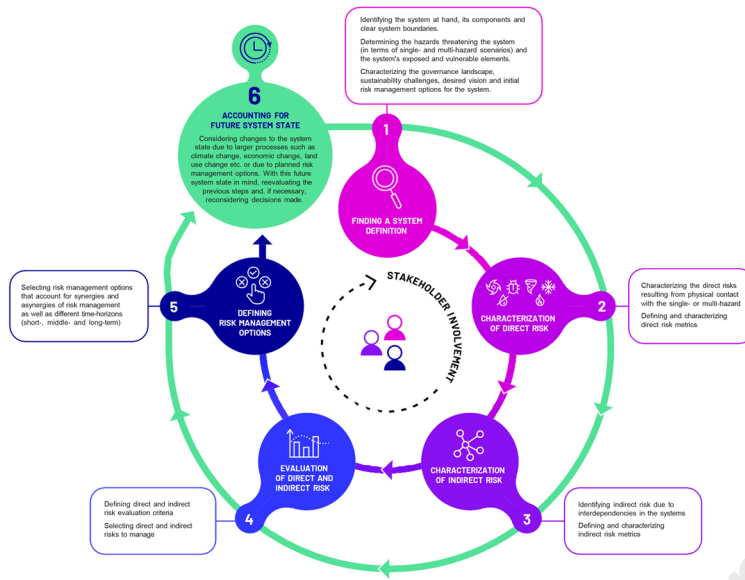 Identifying the system at hand, its components and
clear system boundaries.
Determining the hazards threatening the system
(in terms of single- and multi-hazard scenarios) and
the system's exposed and vulnerable elements.
Characterizing the governance landscape,
sustainability challenges, desired vision and initial
risk management options for the system.
1
FINDING A SYSTEM
DEFINITION
2
CHARACTERIZATION
OF DIRECT RISK
Characterizing the direct risks
resulting from physical contact
with the single- or multi-hazard
Defining and characterizing
direct risk metrics
3
CHARACTERIZATION
OF INDIRECT RISK
Identifying indirect risk due to
interdependencies in the systems
Defining and characterizing
indirect risk metrics
4
EVALUATION
OF DIRECT AND
INDIRECT RISK
Defining direct and indirect
risk evaluation criteria
Selecting direct and indirect
risks to manage
5
DEFINING
RISK MANAGEMENT
OPTIONS
Selecting risk management options
that account for synergies and
asynergies of risk management
as well as different time-horizons
(short-, middle- and long-term)
6
ACCOUNTING FOR
FUTURE SYSTEM STATE
Considering changes to the system
state due to larger processes such as
climate change, economic change, land
use change etc. or due to planned risk
management options. With this future
system state in mind, reevaluating the
previous steps and, if necessary,
reconsidering decisions made.
STAKEHOLDER INVOLVEMENT